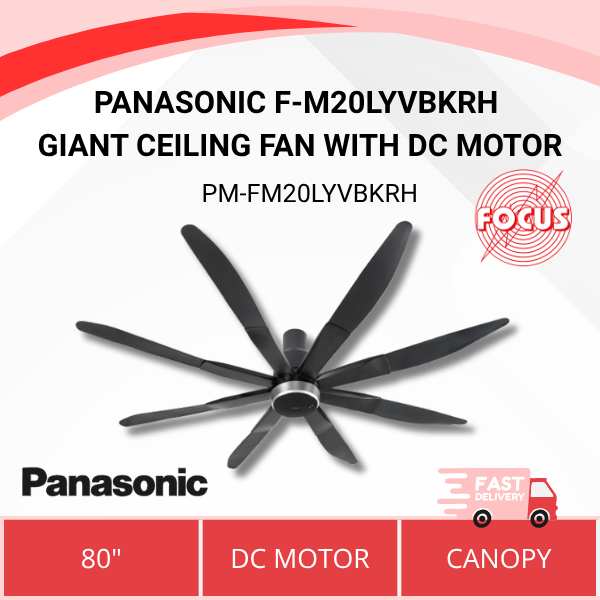 PANASONIC F-M20LYVBKRH
GIANT CEILING FAN WITH DC MOTOR
PM-FM20LYVBKRH
FOCUS
Panasonic
FAST
DELIVERY
80"
DC MOTOR
CANOPY